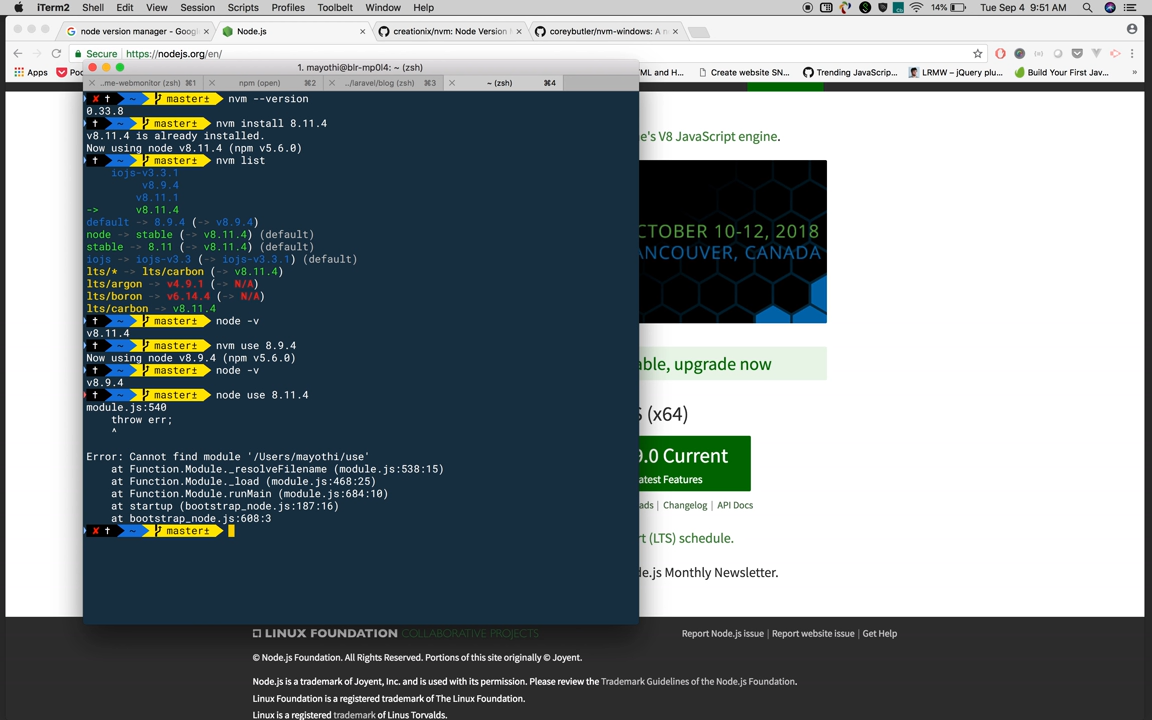 iTerm2 Shell Edit View Session Scripts Profiles Toolbelt Window Help 14% Tue Sep 4 9:51 AM
node version manager - Goog
Node.js
creationix/nvm: Node Version
coreybutler/nvm-windows: A n
Secure https://nodejs.org/en/
Apps
ML and H...
Create website SN...
Trending JavaScrip...
LRMW – jQuery plu...
Build Your First Jav...
»
1. mayothi@blr-mp0l4: ~ (zsh)
...me-webmonitor (zsh) ⌘1 npm (open) ⌘2 ../laravel/blog (zsh) ⌘3 ~ (zsh) ⌘4
✘ † ~ master± nvm --version
0.33.8
† ~ master± nvm install 8.11.4
v8.11.4 is already installed.
Now using node v8.11.4 (npm v5.6.0)
† ~ master± nvm list
iojs-v3.3.1
v8.9.4
v8.11.1
-> v8.11.4
default -> 8.9.4 (-> v8.9.4)
node -> stable (-> v8.11.4) (default)
stable -> 8.11 (-> v8.11.4) (default)
iojs -> iojs-v3.3 (-> iojs-v3.3.1) (default)
lts/* -> lts/carbon (-> v8.11.4)
lts/argon -> v4.9.1 (-> N/A)
lts/boron -> v6.14.4 (-> N/A)
lts/carbon -> v8.11.4
† ~ master± node -v
v8.11.4
† ~ master± nvm use 8.9.4
Now using node v8.9.4 (npm v5.6.0)
† ~ master± node -v
v8.9.4
† ~ master± node use 8.11.4
module.js:540
throw err;
^
Error: Cannot find module '/Users/mayothi/use'
at Function.Module._resolveFilename (module.js:538:15)
at Function.Module._load (module.js:468:25)
at Function.Module.runMain (module.js:684:10)
at startup (bootstrap_node.js:187:16)
at bootstrap_node.js:608:3
✘ † ~ master±
e's V8 JavaScript engine.
CTOBER 10-12, 2018
ANCOUVER, CANADA
able, upgrade now
S (x64)
9.0 Current
atest Features
ads | Changelog | API Docs
rt (LTS) schedule.
de.js Monthly Newsletter.
LINUX FOUNDATION COLLABORATIVE PROJECTS
Report Node.js issue | Report website issue | Get Help
© Node.js Foundation. All Rights Reserved. Portions of this site originally © Joyent.
Node.js is a trademark of Joyent, Inc. and is used with its permission. Please review the Trademark Guidelines of the Node.js Foundation.
Linux Foundation is a registered trademark of The Linux Foundation.
Linux is a registered trademark of Linus Torvalds.